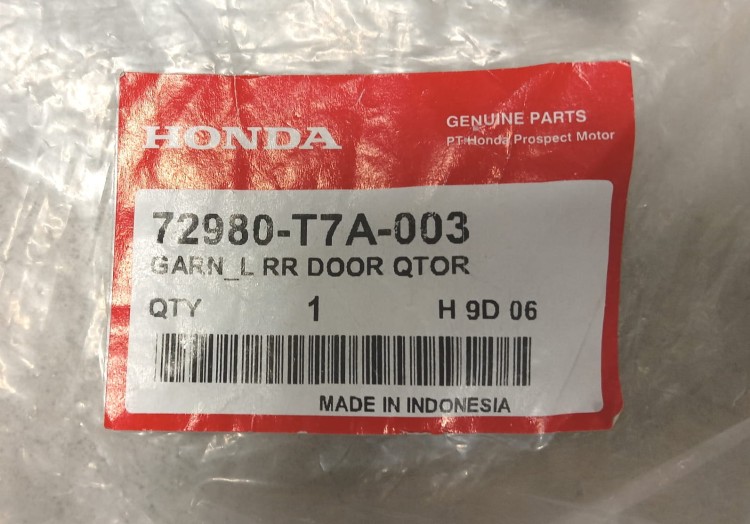 HONDA
GENUINE PARTS
PT.Honda Prospect Motor
72980-T7A-003
GARN_L RR DOOR QTOR
QTY 1 H 9D 06
MADE IN INDONESIA